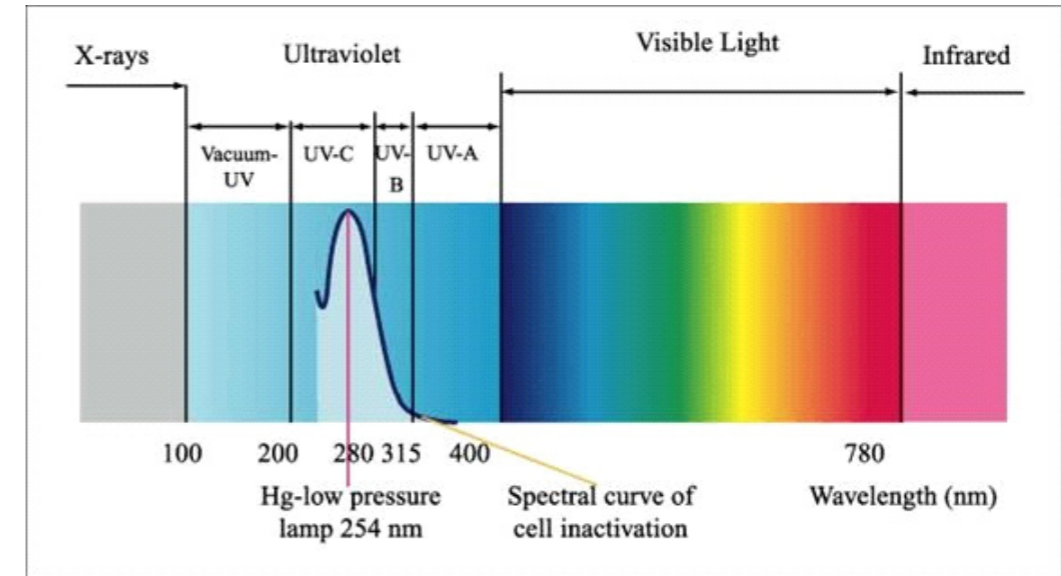 X-rays
Ultraviolet
Visible Light
Infrared
Vacuum-
UV
UV-C
UV-
B
UV-A
100
200
280
315
400
780
Hg-low pressure
lamp 254 nm
Spectral curve of
cell inactivation
Wavelength (nm)